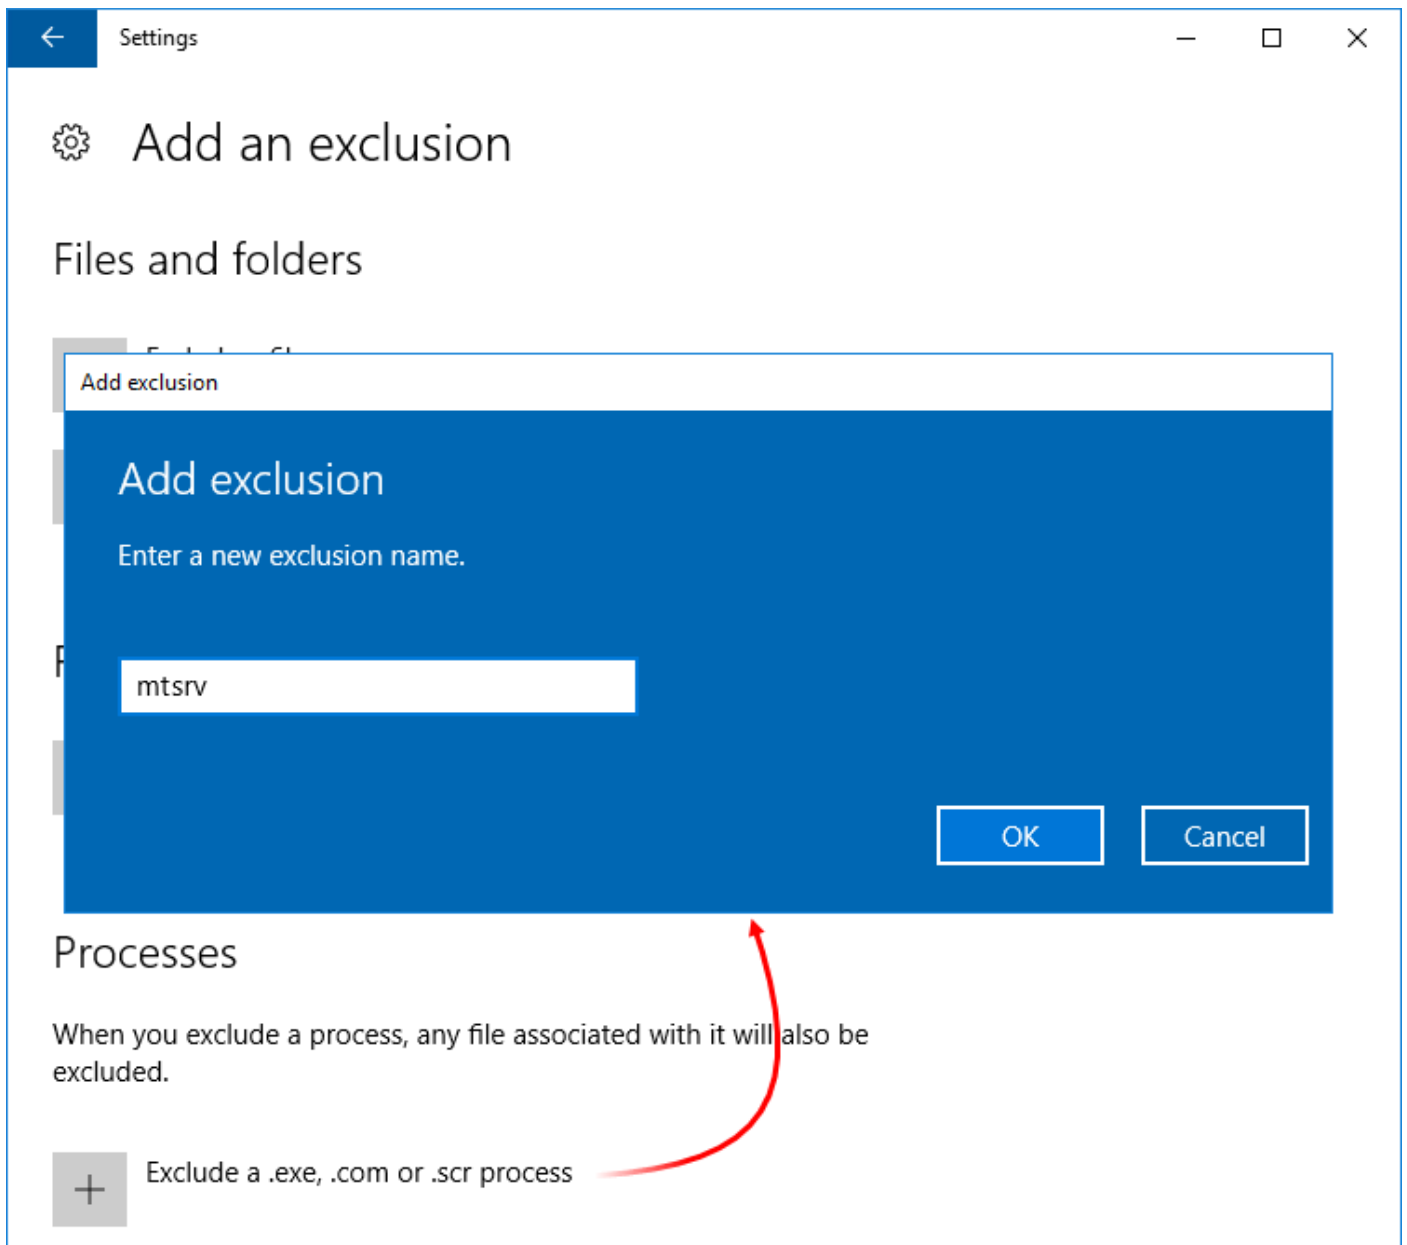 Settings
Add an exclusion
Files and folders
Add exclusion
Add exclusion
Enter a new exclusion name.
mtsrv
OK
Cancel
Processes
When you exclude a process, any file associated with it will also be
excluded.
Exclude a .exe, .com or .scr process